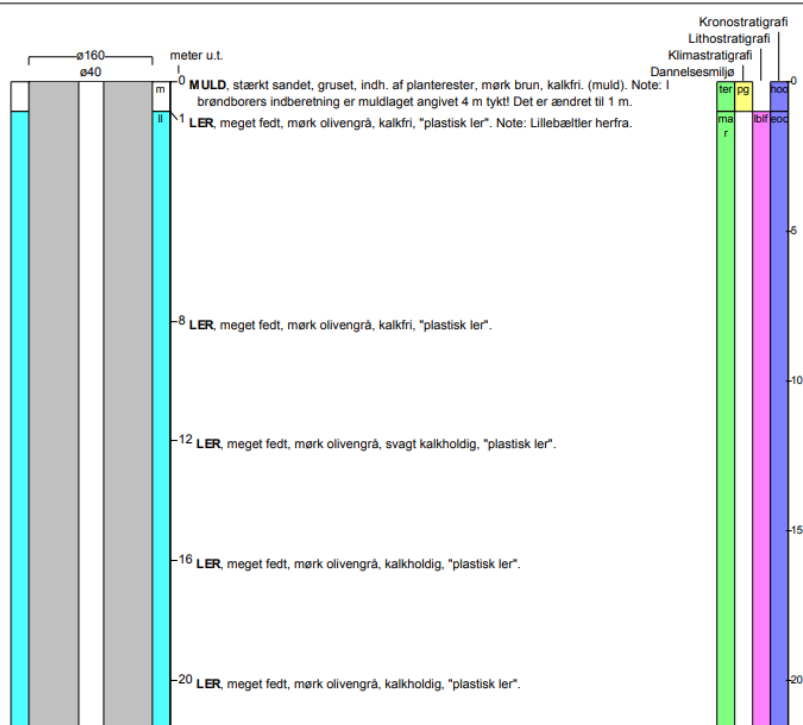 Kronostratigrafi
Lithostratigrafi
ø160 meter u.t. Klimastratigrafi
ø40 Dannelsesmiljø
m 0 MULD, stærkt sandet, gruset, indh. af planterester, mørk brun, kalkfri. (muld). Note: I ter pg hod 0
brøndborers indberetning er muldlaget angivet 4 m tykt! Det er ændret til 1 m.
ll 1 LER, meget fedt, mørk olivengrå, kalkfri, "plastisk ler". Note: Lillebæltler herfra. ma lblf eoc
r
5
8 LER, meget fedt, mørk olivengrå, kalkfri, "plastisk ler".
10
12 LER, meget fedt, mørk olivengrå, svagt kalkholdig, "plastisk ler".
15
16 LER, meget fedt, mørk olivengrå, kalkholdig, "plastisk ler".
20 LER, meget fedt, mørk olivengrå, kalkholdig, "plastisk ler". 20